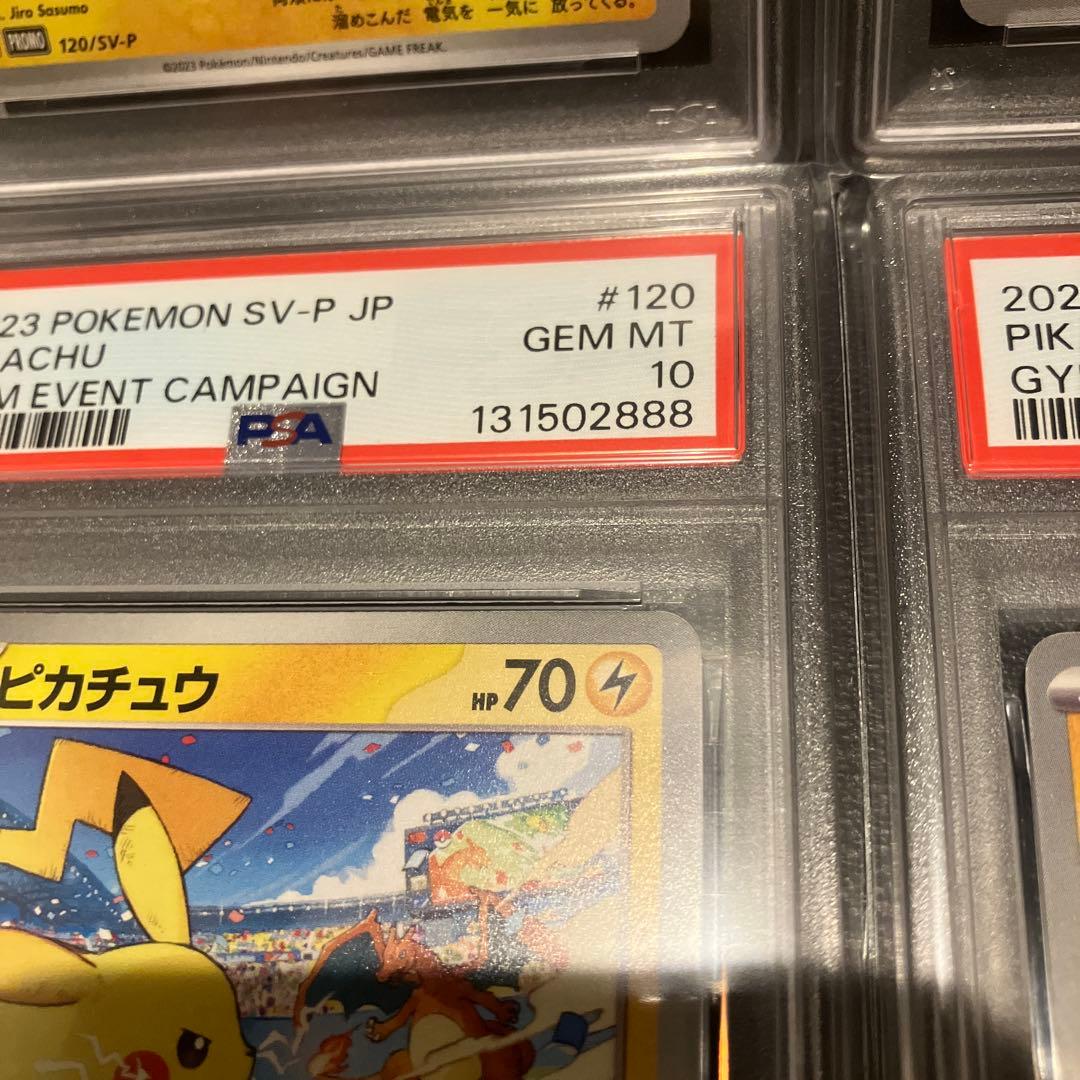 . Jiro Sasumo
溜めこんだ 電気を 一気に 放ってくる。
PROMO 120/SV-P
©2023 Pokémon/Nintendo/Creatures/GAME FREAK.
PSA
23 POKEMON SV-P JP #120
ACHU GEM MT
M EVENT CAMPAIGN 10
PSA 131502888
202
PIK
GY
ピカチュウ HP 70